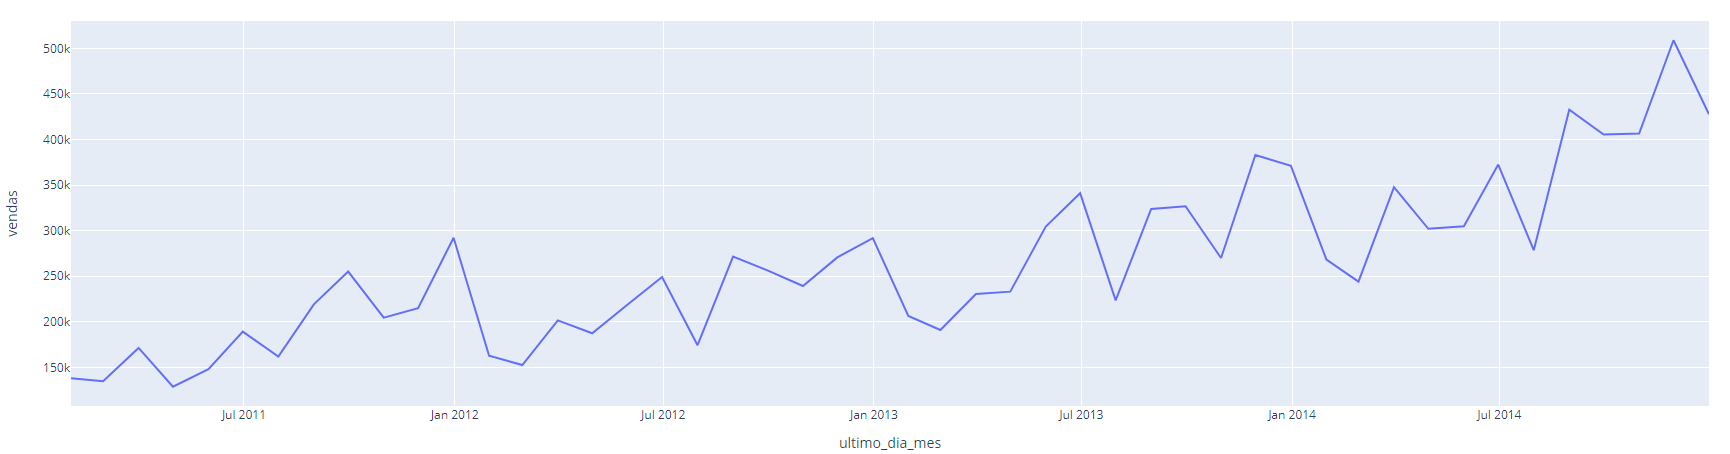 500k
450k
400k
350k
300k
250k
200k
150k
vendas
Jul 2011
Jan 2012
Jul 2012
Jan 2013
Jul 2013
Jan 2014
Jul 2014
ultimo_dia_mes